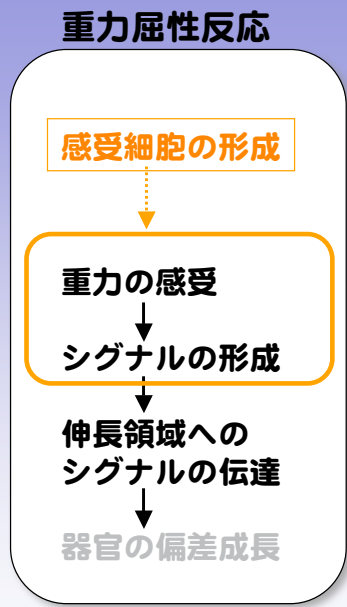 重力屈性反応
感受細胞の形成
重力の感受
シグナルの形成
伸長領域への
シグナルの伝達
器官の偏差成長